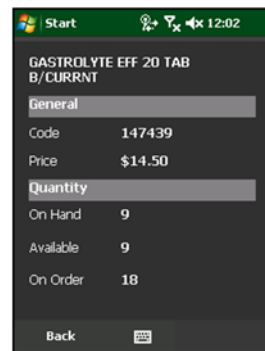 Start 12:02
GASTROLYTE EFF 20 TAB
B/CURRNT
General
Code 147439
Price $14.50
Quantity
On Hand 9
Available 9
On Order 18
Back